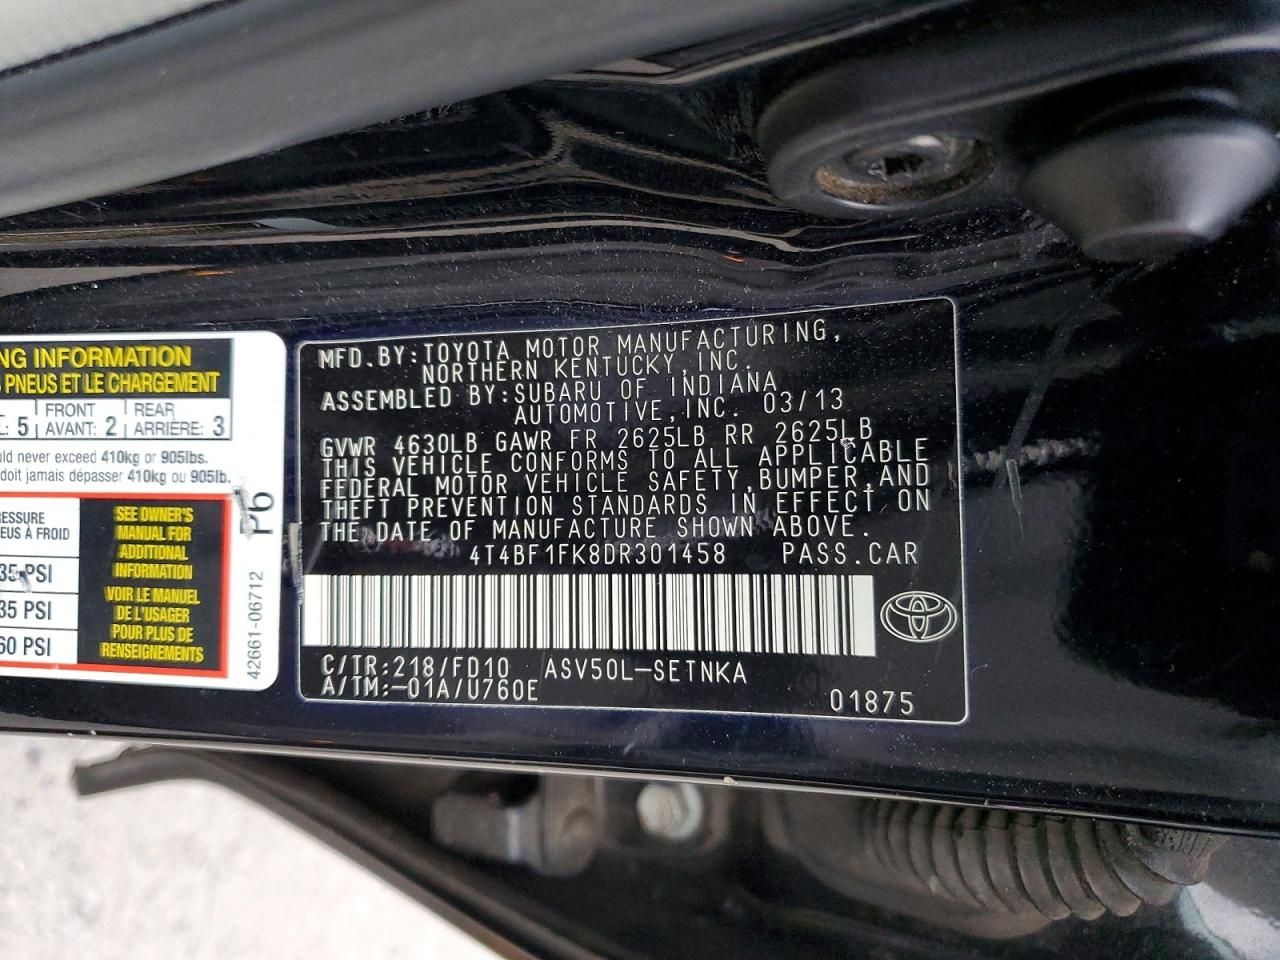 NG INFORMATION
PNEUS ET LE CHARGEMENT
5 FRONT AVANT: 2 REAR ARRIÈRE: 3
never exceed 410kg or 905lbs.
doit jamais dépasser 410kg or 905lb.
À FROID
35 PSI
35 PSI
60 PSI
SEE OWNER'S
MANUAL FOR
ADDITIONAL
INFORMATION
VOIR LE MANUEL
DE L'USAGER
POUR PLUS DE
RENSEIGNEMENTS
P6
42661-06712
MFD.BY:TOYOTA MOTOR MANUFACTURING,
NORTHERN KENTUCKY,INC.
ASSEMBLED BY:SUBARU OF INDIANA
AUTOMOTIVE,INC. 03/13
GVWR 4630LB GAWR FR 2625LB RR 2625LB
THIS VEHICLE CONFORMS TO ALL APPLICABLE
FEDERAL MOTOR VEHICLE SAFETY,BUMPER,AND
THEFT PREVENTION STANDARDS IN EFFECT ON
THE DATE OF MANUFACTURE SHOWN ABOVE.
4T4BF1FK8DR301458 PASS.CAR
C/TR:218/FD10 ASV50L-SETNKA
A/TM:-01A/U760E
01875